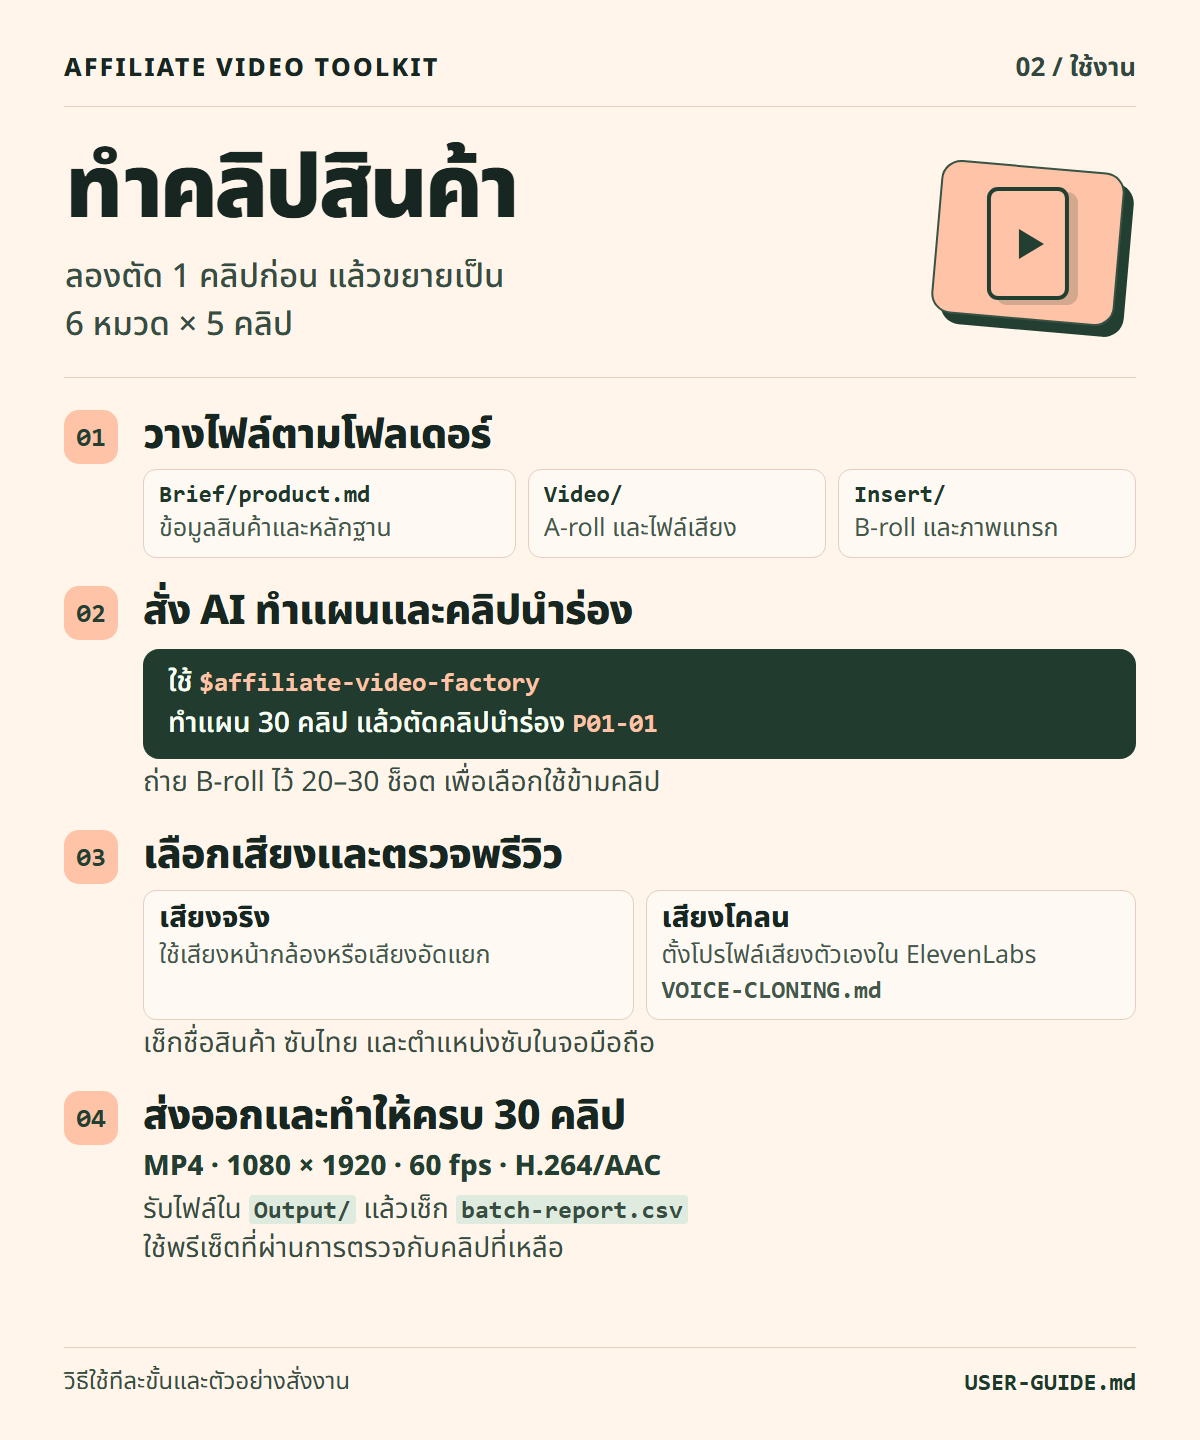 AFFILIATE VIDEO TOOLKIT
02 / ใช้งาน
ทำคลิปสินค้า
ลองตัด 1 คลิปก่อน แล้วขยายเป็น
6 หมวด × 5 คลิป
01
วางไฟล์ตามโฟลเดอร์
Brief/product.md
ข้อมูลสินค้าและหลักฐาน
Video/
A-roll และไฟล์เสียง
Insert/
B-roll และภาพแทรก
02
สั่ง AI ทำแผนและคลิปนำร่อง
ใช้ $affiliate-video-factory
ทำแผน 30 คลิป แล้วตัดคลิปนำร่อง P01-01
ถ่าย B-roll ไว้ 20–30 ช็อต เพื่อเลือกใช้ข้ามคลิป
03
เลือกเสียงและตรวจพรีวิว
เสียงจริง
ใช้เสียงหน้ากล้องหรือเสียงอัดแยก
เสียงโคลน
ตั้งโปรไฟล์เสียงตัวเองใน ElevenLabs
VOICE-CLONING.md
เช็กชื่อสินค้า ซับไทย และตำแหน่งซับในจอมือถือ
04
ส่งออกและทำให้ครบ 30 คลิป
MP4 · 1080 × 1920 · 60 fps · H.264/AAC
รับไฟล์ใน Output/ แล้วเช็ก batch-report.csv
ใช้พรีเซ็ตที่ผ่านการตรวจกับคลิปที่เหลือ
วิธีใช้ทีละขั้นและตัวอย่างสั่งงาน
USER-GUIDE.md